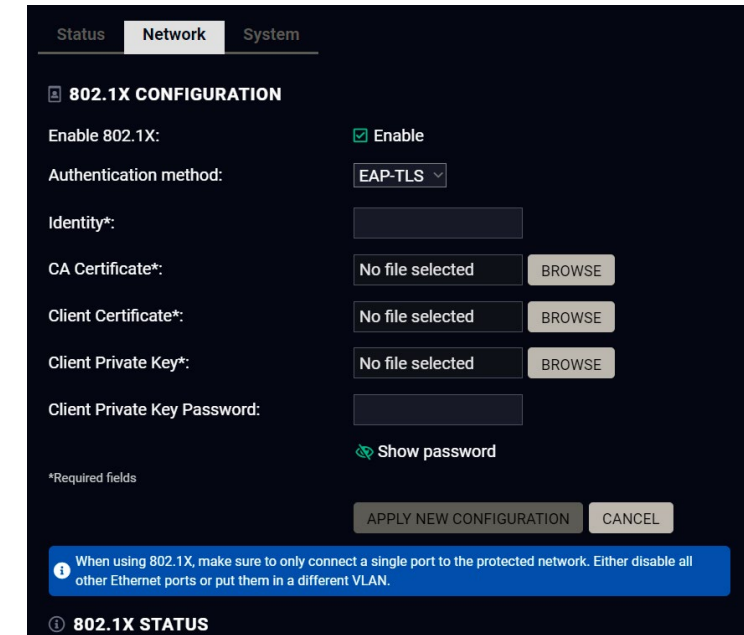 Status Network System
802.1X CONFIGURATION
Enable 802.1X: Enable
Authentication method: EAP-TLS
Identity*:
CA Certificate*: No file selected BROWSE
Client Certificate*: No file selected BROWSE
Client Private Key*: No file selected BROWSE
Client Private Key Password:
Show password
*Required fields
APPLY NEW CONFIGURATION CANCEL
When using 802.1X, make sure to only connect a single port to the protected network. Either disable all
other Ethernet ports or put them in a different VLAN.
802.1X STATUS